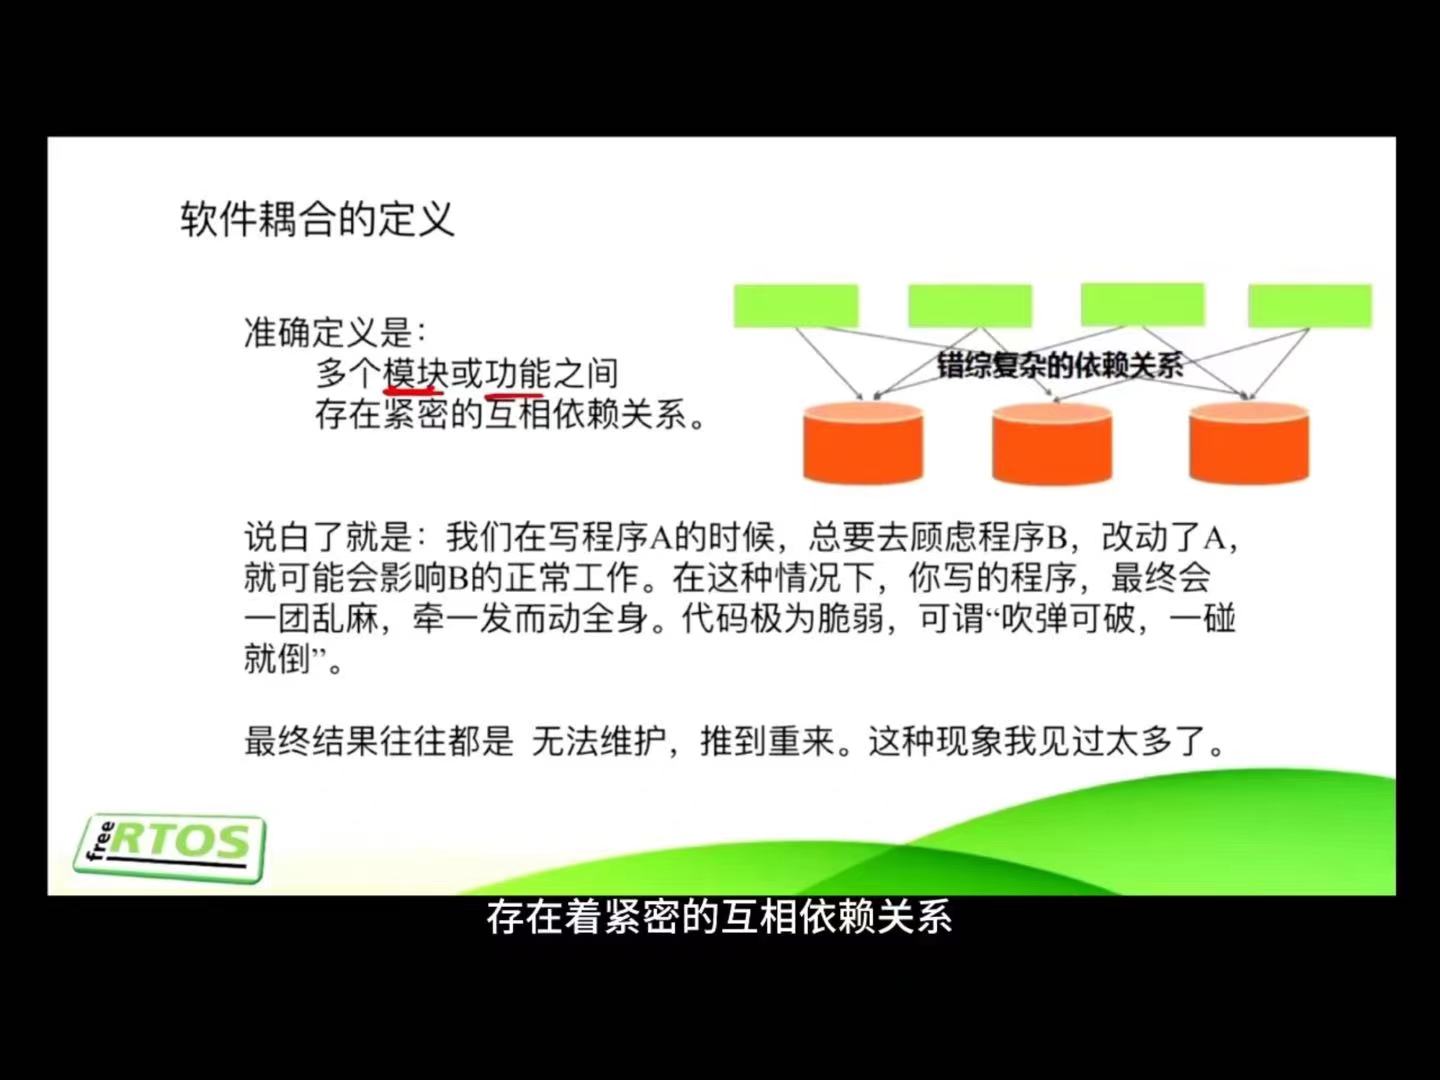 软件耦合的定义
准确定义是：
多个模块或功能之间
存在紧密的互相依赖关系。
错综复杂的依赖关系
说白了就是：我们在写程序A的时候，总要去顾虑程序B，改动了A，
就可能会影响B的正常工作。在这种情况下，你写的程序，最终会
一团乱麻，牵一发而动全身。代码极为脆弱，可谓“吹弹可破，一碰
就倒”。
最终结果往往都是 无法维护，推到重来。这种现象我见过太多了。
free RTOS
存在着紧密的互相依赖关系